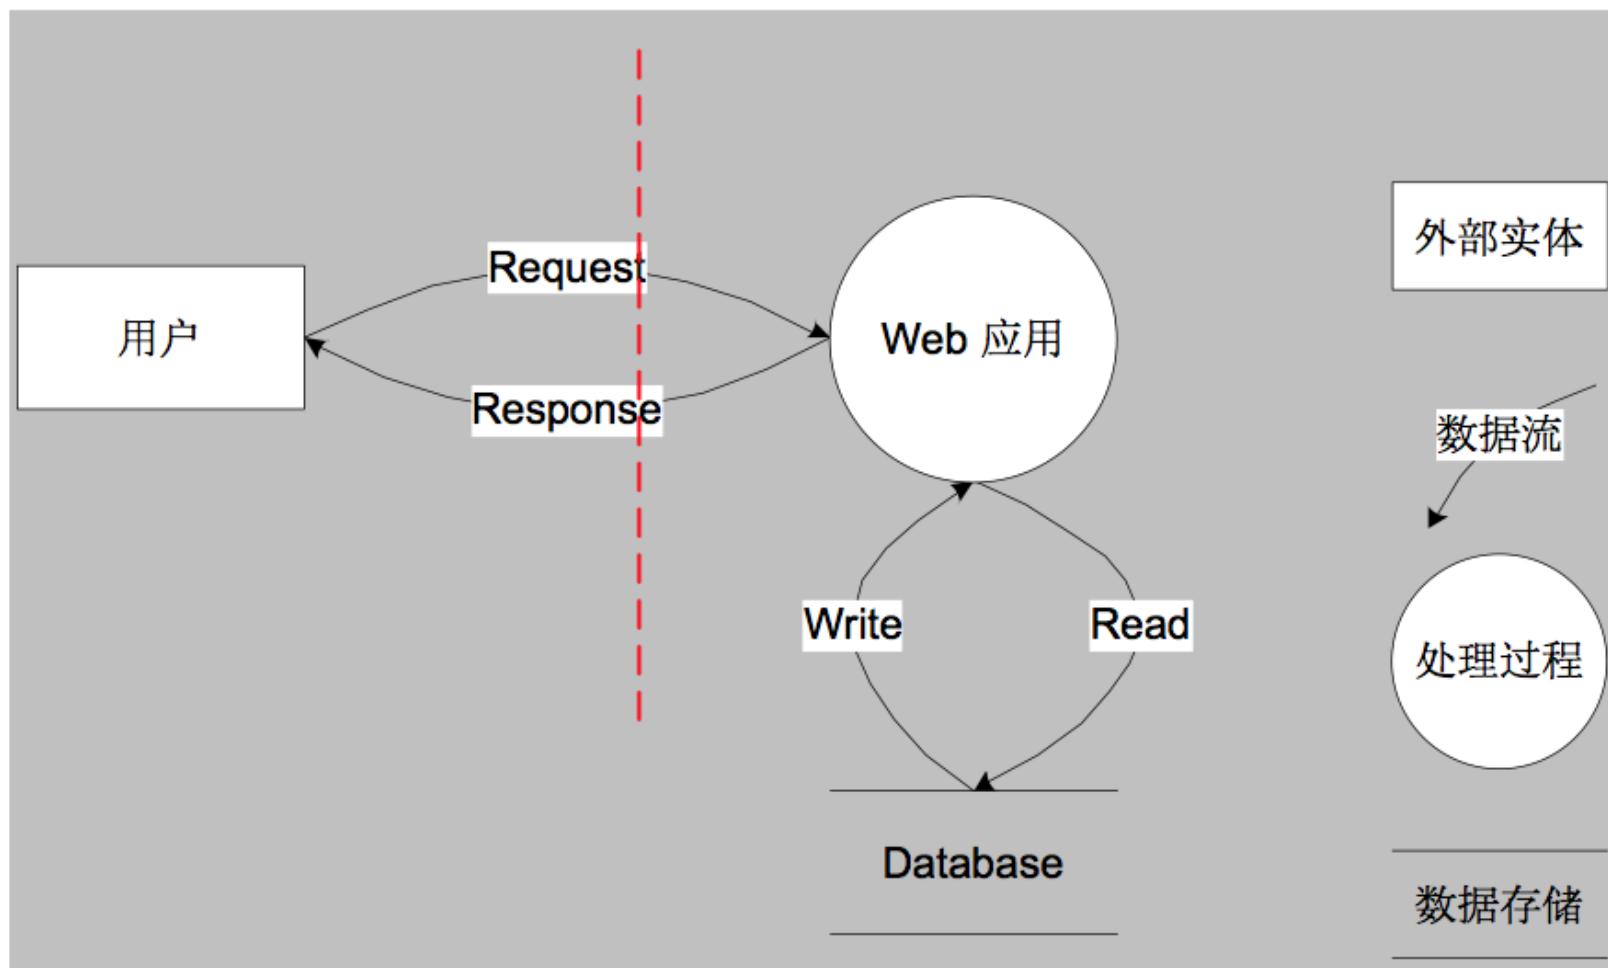 Request
用户
Response
Web 应用
Write
Read
Database
外部实体
数据流
处理过程
数据存储